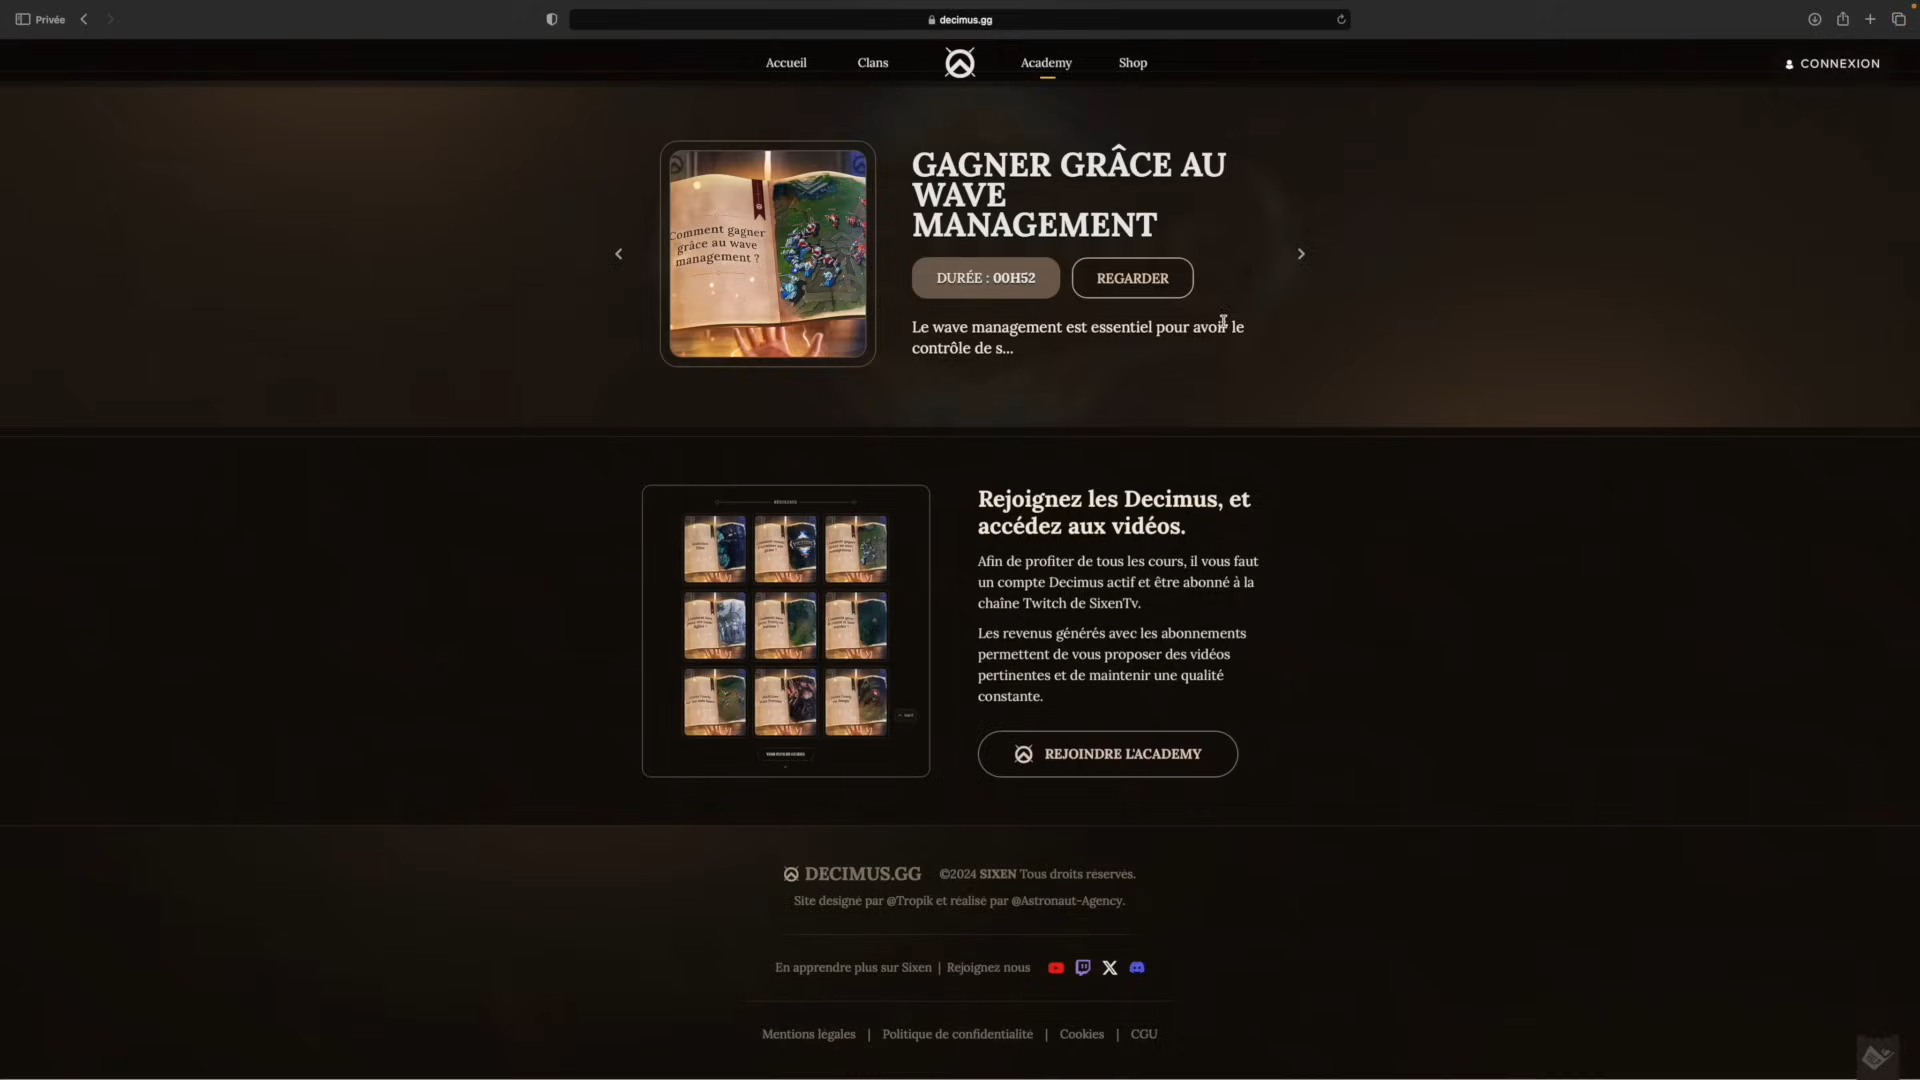 Privée
decimus.gg
Accueil
Clans
Academy
Shop
CONNEXION
Comment gagner
grâce au wave
management ?
GAGNER GRÂCE AU
WAVE
MANAGEMENT
DURÉE : 00H52
REGARDER
Le wave management est essentiel pour avoir le
contrôle de s...
Rejoignez les Decimus, et
accédez aux vidéos.
Afin de profiter de tous les cours, il vous faut
un compte Decimus actif et être abonné à la
chaîne Twitch de SixenTv.
Les revenus générés avec les abonnements
permettent de vous proposer des vidéos
pertinentes et de maintenir une qualité
constante.
REJOINDRE L'ACADEMY
DECIMUS.GG ©2024 SIXEN Tous droits réservés.
Site designé par @Tropik et réalisé par @Astronaut-Agency.
En apprendre plus sur Sixen | Rejoignez nous
Mentions légales | Politique de confidentialité | Cookies | CGU